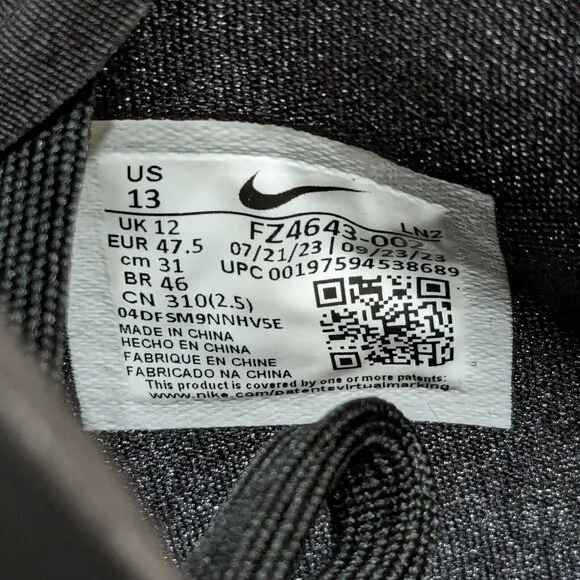 US
13
UK 12
EUR 47.5
cm 31
BR 46
CN 310(2.5)
04DFSM9NNHV5E
FZ4643-002
LN2
07/21/23 | 09/23/23
UPC 00197594538689
MADE IN CHINA
HECHO EN CHINA
FABRIQUE EN CHINE
FABRICADO NA CHINA
This product is covered by one or more patents:
www.nike.com/patentsvirtualmarking